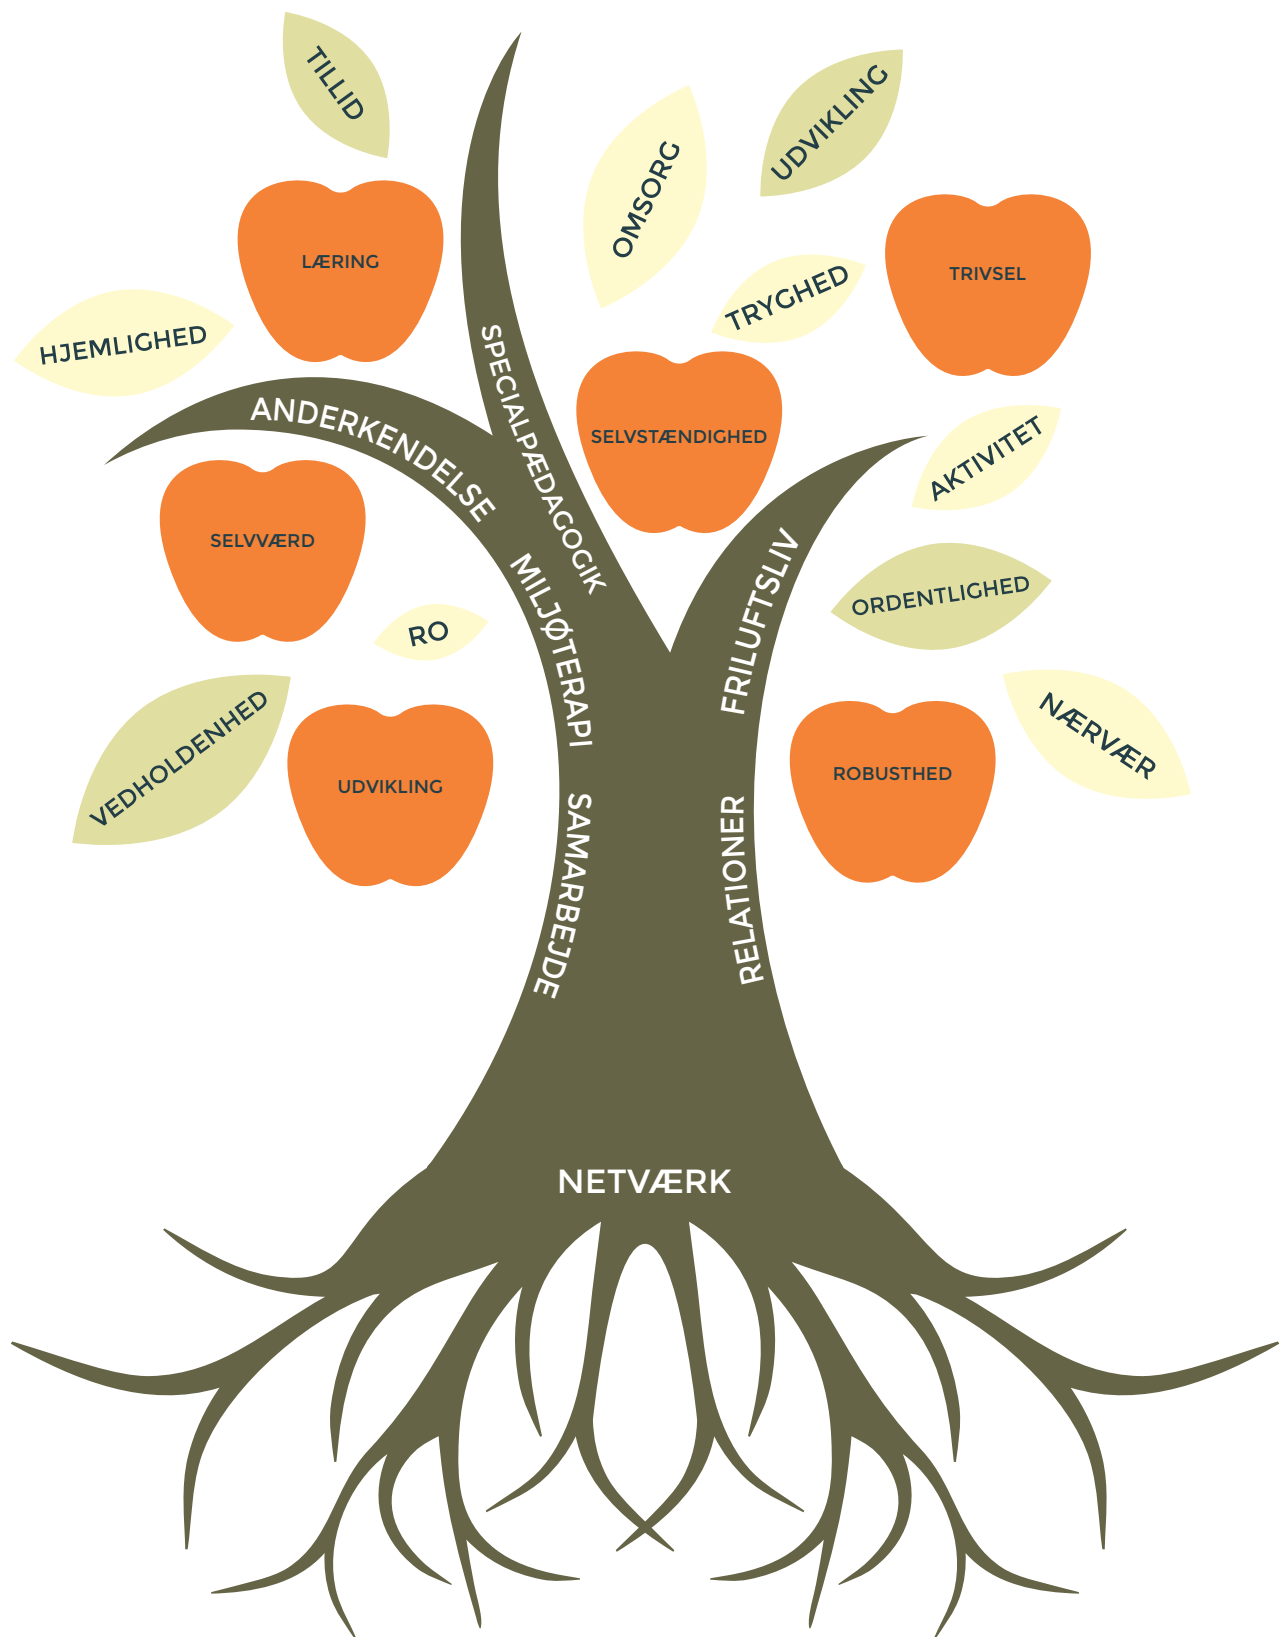 TILLID
UDVIKLING
OMSORG
LÆRING
TRIVSEL
TRYGHED
HJEMLIGHED
ANDERKENDELSE
SPECIALPÆDAGOGIK
SELVSTÆNDIGHED
AKTIVITET
SELVVÆRD
FRILUFTSLIV
ORDENTLIGHED
RO
MILJØTERAPI
NÆRVÆR
VEDHOLDENHED
UDVIKLING
ROBUSTHED
SAMARBEJDE
RELATIONER
NETVÆRK